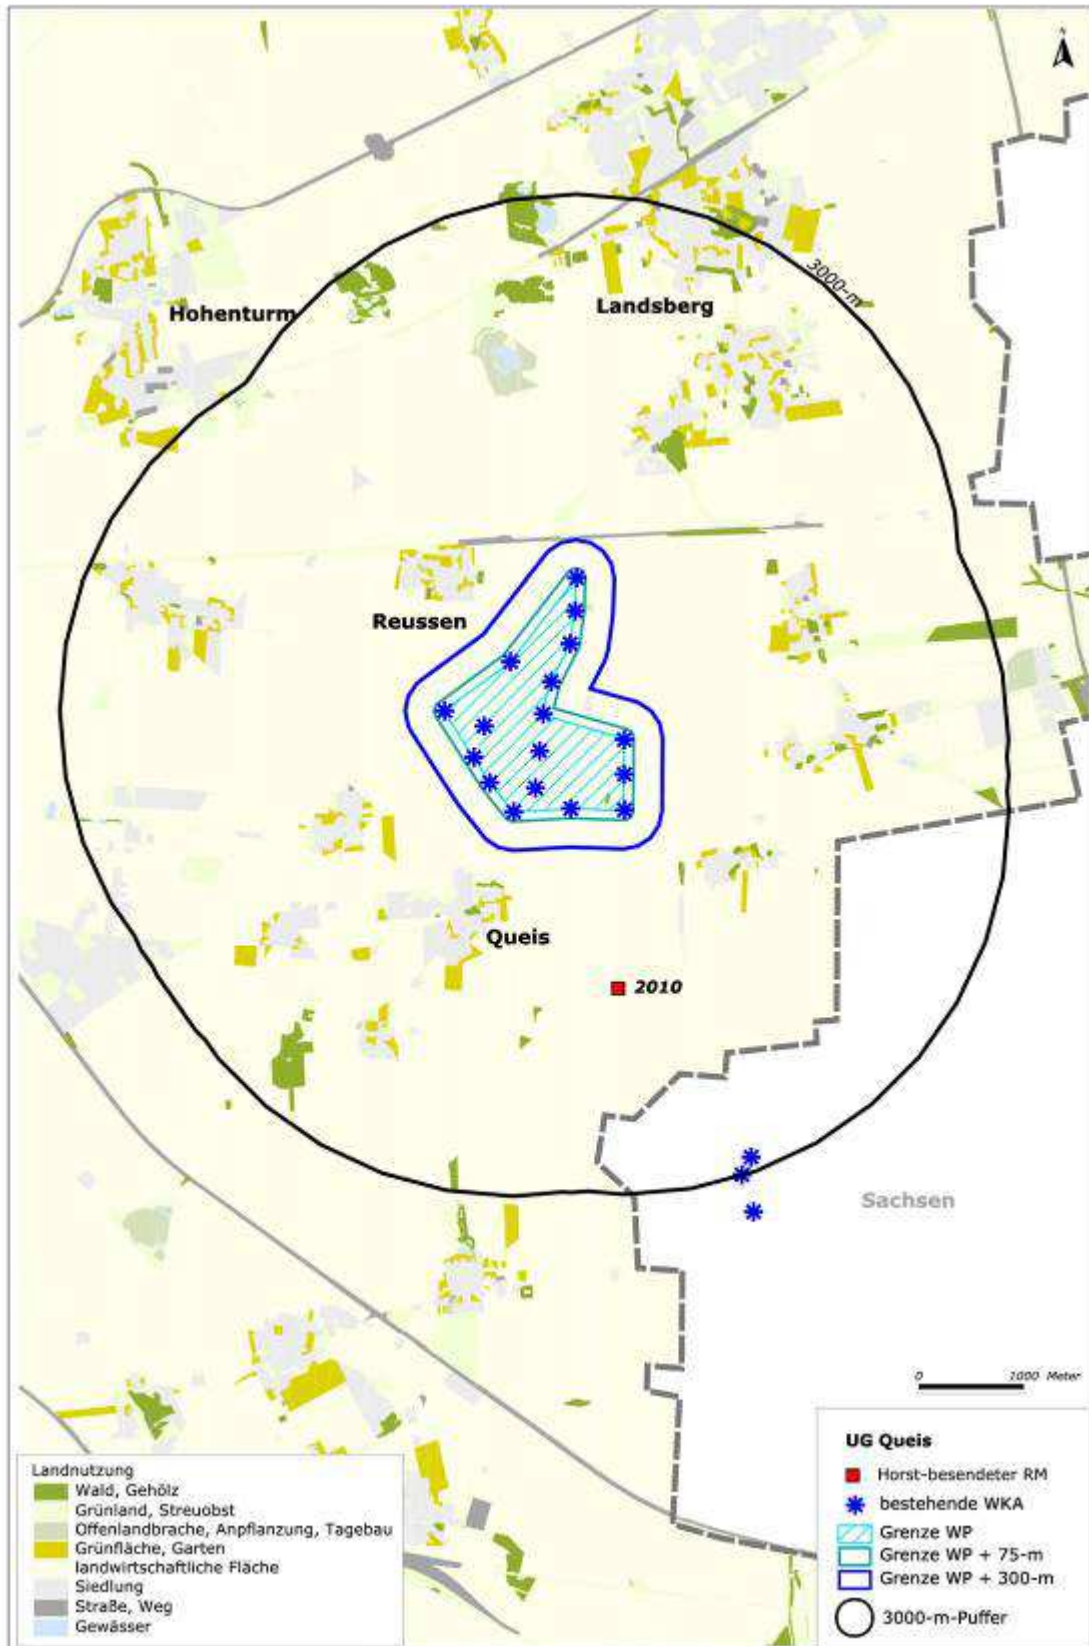 N
3000-m
Hohenturm
Landsberg
Reussen
Queis
2010
Sachsen
0 1000 Meter
Landnutzung
Wald, Gehölz
Grünland, Streuobst
Offenlandbrache, Anpflanzung, Tagebau
Grünfläche, Garten
landwirtschaftliche Fläche
Siedlung
Straße, Weg
Gewässer
UG Queis
Horst-besendeter RM
bestehende WKA
Grenze WP
Grenze WP + 75-m
Grenze WP + 300-m
3000-m-Puffer